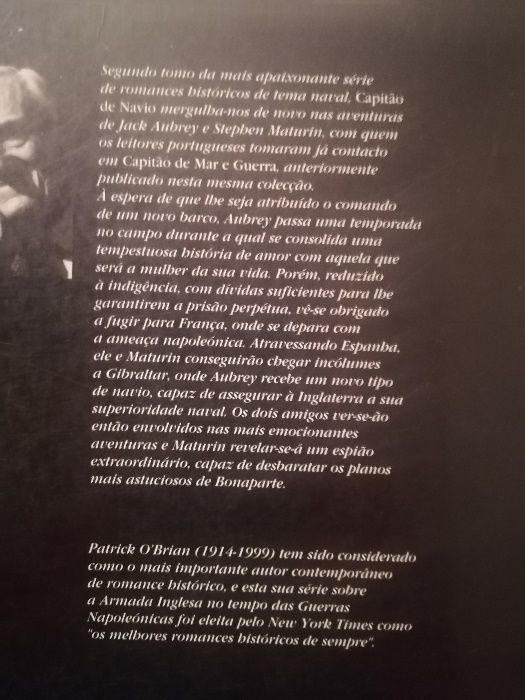 Segundo tomo da mais apaixonante série
de romances históricos de tema naval, Capitão
de Navio mergulha-nos de novo nas aventuras
de Jack Aubrey e Stephen Maturin, com quem
os leitores portugueses tomaram já contacto
em Capitão de Mar e Guerra, anteriormente
publicado nesta mesma colecção.
À espera de que lhe seja atribuído o comando
de um novo barco, Aubrey passa uma temporada
no campo durante a qual se consolida uma
tempestuosa história de amor com aquela que
será a mulher da sua vida. Porém, reduzido
à indigência, com dívidas suficientes para lhe
garantirem a prisão perpétua, vê-se obrigado
a fugir para França, onde se depara com
a ameaça napoleónica. Atravessando Espanha,
ele e Maturin conseguirão chegar incólumes
a Gibraltar, onde Aubrey recebe um novo tipo
de navio, capaz de assegurar à Inglaterra a sua
superioridade naval. Os dois amigos ver-se-ão
então envolvidos nas mais emocionantes
aventuras e Maturin revelar-se-á um espião
extraordinário, capaz de desbaratar os planos
mais astuciosos de Bonaparte.
Patrick O'Brian (1914-1999) tem sido considerado
como o mais importante autor contemporâneo
de romance histórico, e esta sua série sobre
a Armada Inglesa no tempo das Guerras
Napoleónicas foi eleita pelo New York Times como
"os melhores romances históricos de sempre".